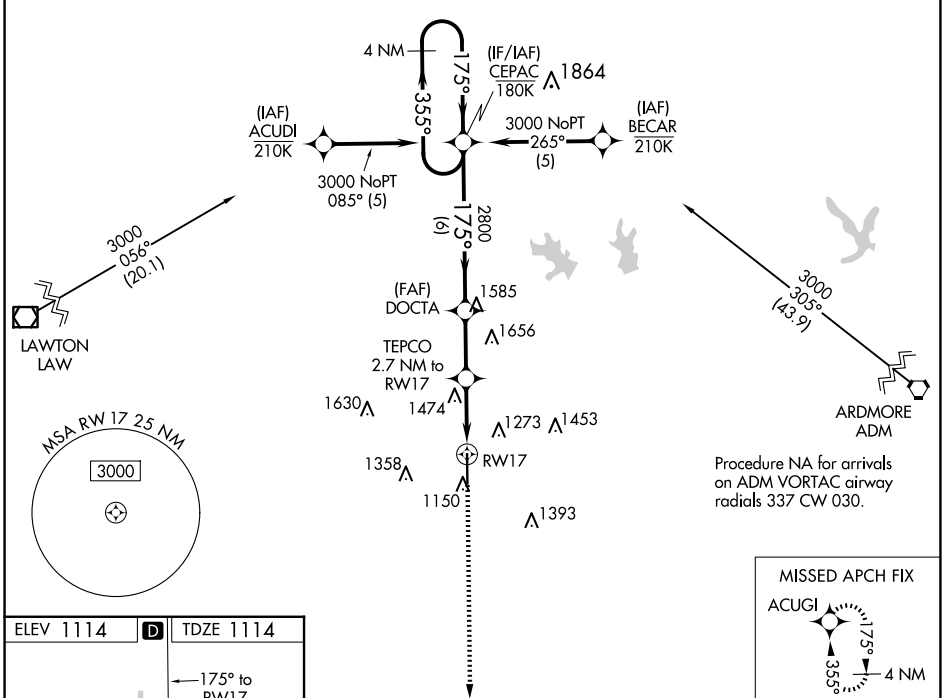 4 NM
175°
355°
(IF/IAF)
CEPAC
180K
1864
(IAF)
ACUDI
210K
3000 NoPT
265°
(5)
(IAF)
BECAR
210K
3000 NoPT
085° (5)
3000
056°
(20.1)
LAWTON
LAW
2800
175°
(6)
3000
305°
(43.9)
ARDMORE
ADM
(FAF)
DOCTA
1585
1656
TEPCO
2.7 NM to
RW17
1630
1474
1273
1453
RW17
1358
1150
1393
MSA RW 17 25 NM
3000
Procedure NA for arrivals
on ADM VORTAC airway
radials 337 CW 030.
MISSED APCH FIX
ACUGI
175°
355°
4 NM
ELEV 1114
D
TDZE 1114
175° to
RW17